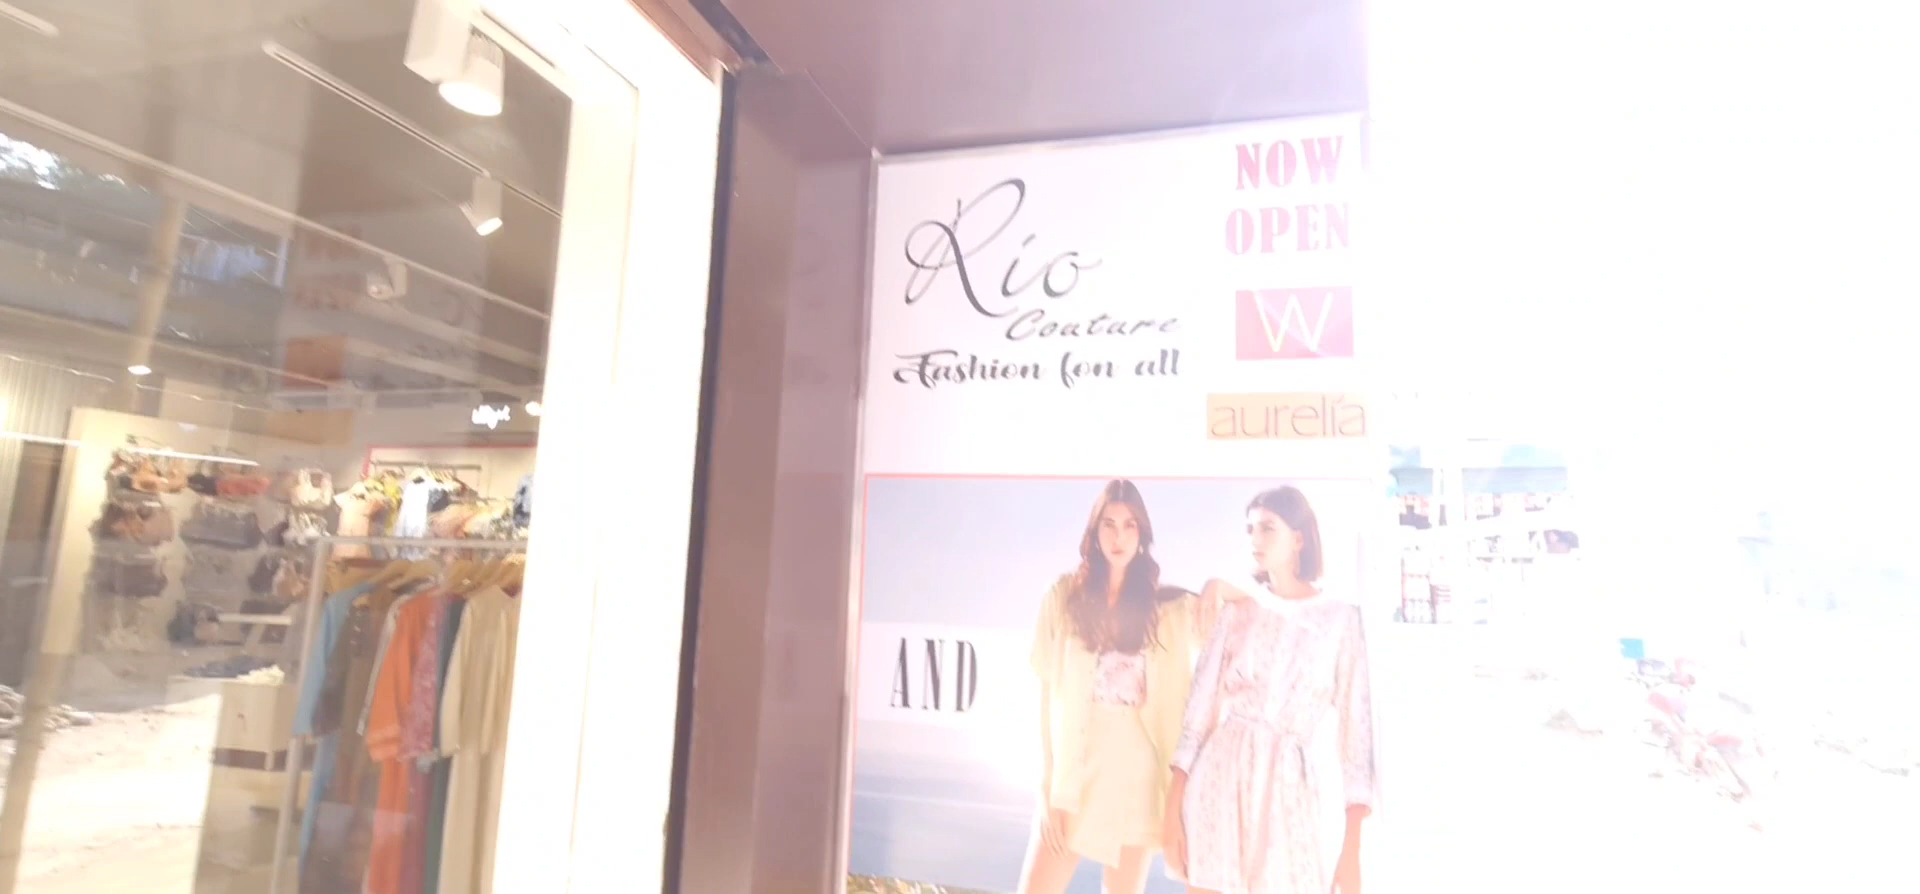 Rio
Couture
Fashion for all
NOW
OPEN
W
aurelia
AND